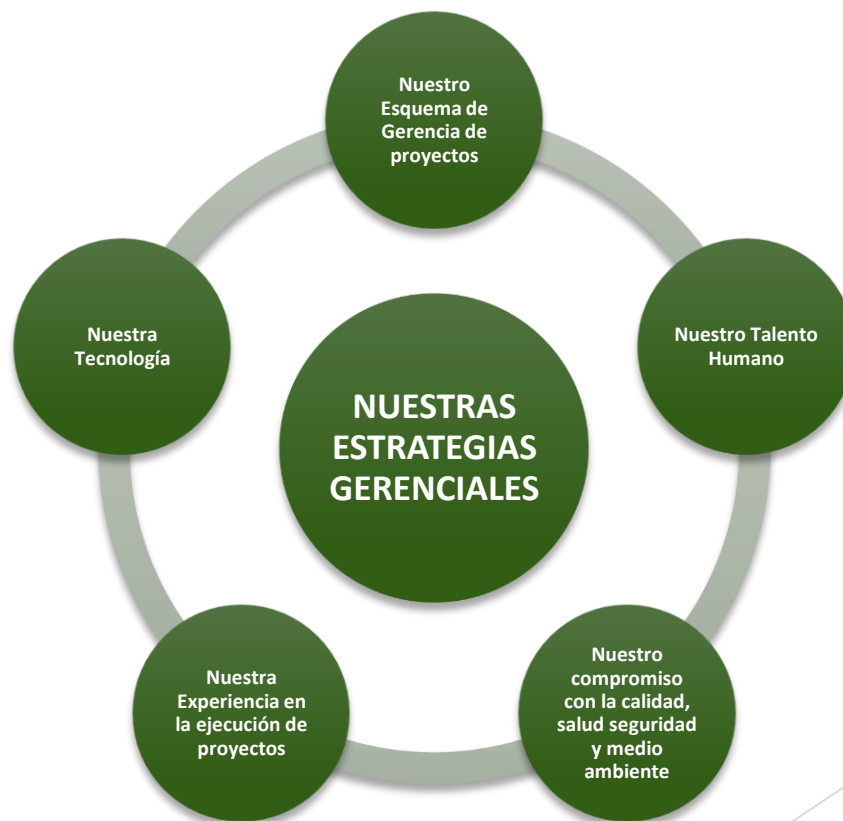 Nuestro
Esquema de
Gerencia de
proyectos
Nuestra
Tecnología
Nuestro Talento
Humano
NUESTRAS
ESTRATEGIAS
GERENCIALES
Nuestra
Experiencia en
la ejecución de
proyectos
Nuestro
compromiso
con la calidad,
salud seguridad
y medio
ambiente